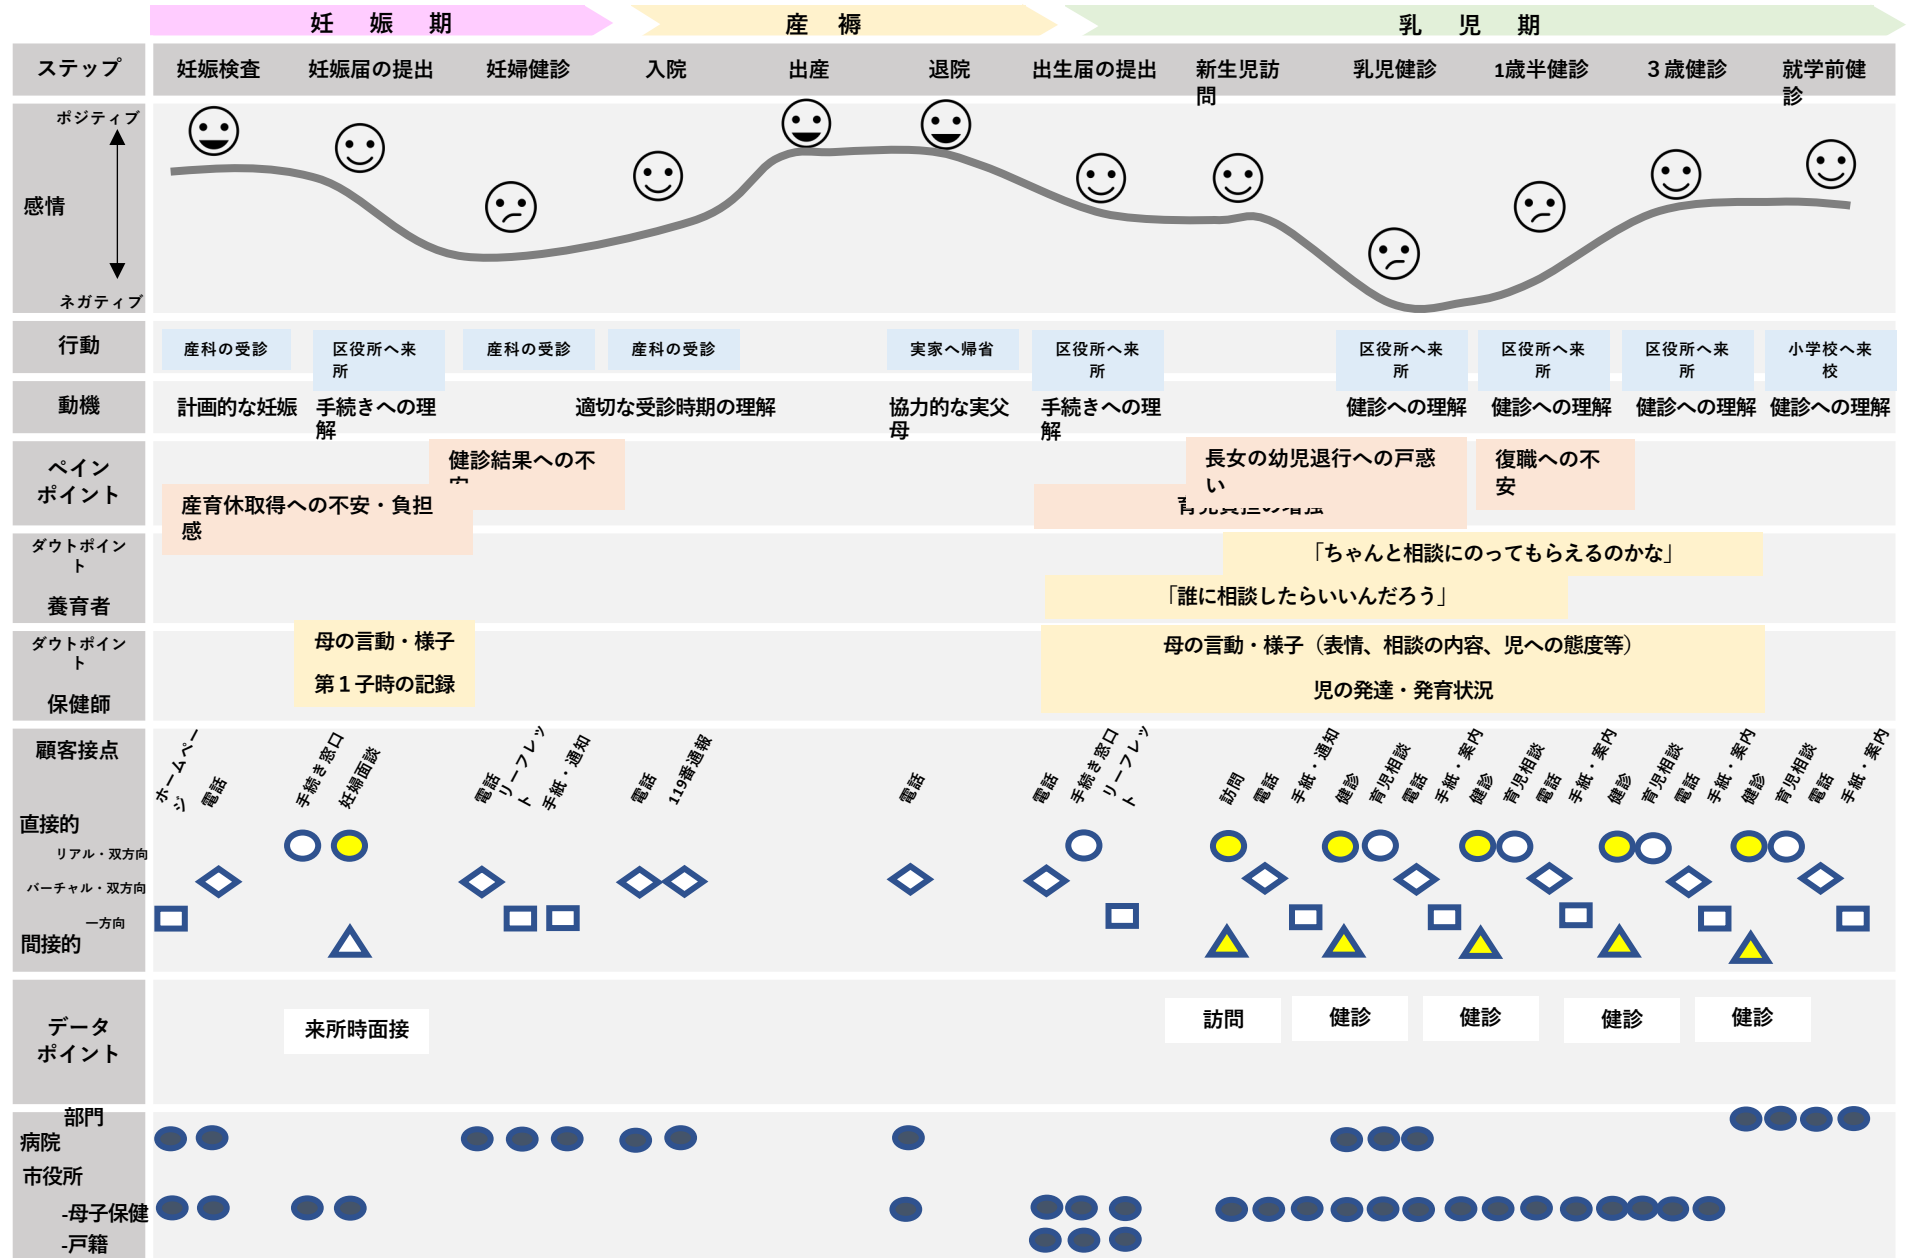 妊 娠 期
産 褥
乳 児 期
ステップ
妊娠検査
妊娠届の提出
妊婦健診
入院
出産
退院
出生届の提出
新生児訪
問
乳児健診
1歳半健診
３歳健診
就学前健
診
ポジティブ
感情
ネガティブ
行動
産科の受診
区役所へ来
所
産科の受診
産科の受診
実家へ帰省
区役所へ来
所
区役所へ来
所
区役所へ来
所
区役所へ来
所
小学校へ来
校
動機
計画的な妊娠
手続きへの理
解
適切な受診時期の理解
協力的な実父
母
手続きへの理
解
健診への理解
健診への理解
健診への理解
健診への理解
ペイン
ポイント
健診結果への不
産育休取得への不安・負担
感
長女の幼児退行への戸惑
い
復職への不
安
ダウトポイン
ト
養育者
「ちゃんと相談にのってもらえるのかな」
「誰に相談したらいいんだろう」
ダウトポイン
ト
保健師
母の言動・様子
第１子時の記録
母の言動・様子（表情、相談の内容、児への態度等）
児の発達・発育状況
顧客接点
ホームペー
ジ
電話
手続き窓口
妊婦面談
電話
リーフレッ
ト
手紙・通知
電話
119番通報
電話
電話
手続き窓口
リーフレッ
ト
訪問
電話
手紙・通知
健診
育児相談
電話
手紙・案内
健診
育児相談
電話
手紙・案内
健診
育児相談
電話
手紙・案内
健診
育児相談
電話
手紙・案内
直接的
リアル・双方向
バーチャル・双方向
一方向
間接的
データ
ポイント
来所時面接
訪問
健診
健診
健診
健診
部門
病院
市役所
-母子保健
-戸籍